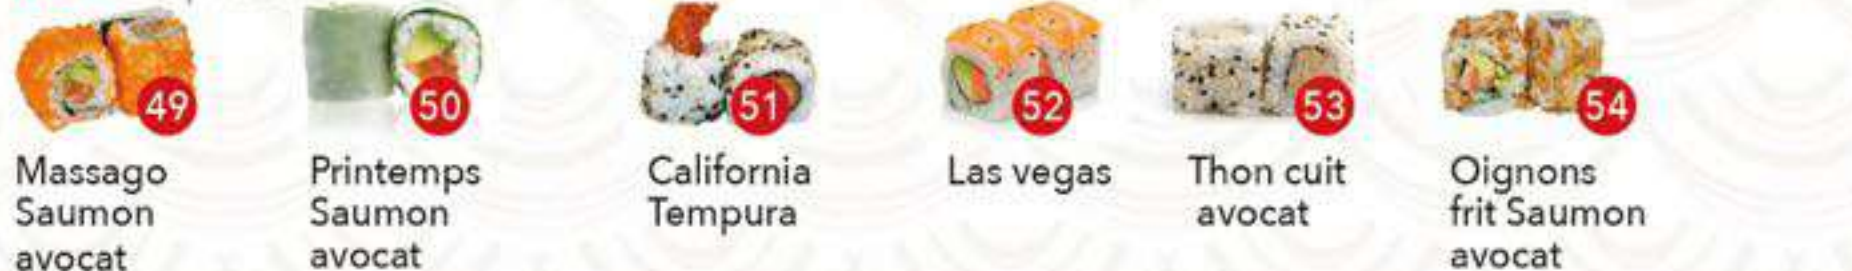 49
50
51
52
53
54
Massago
Saumon
avocat
Printemps
Saumon
avocat
California
Tempura
Las vegas
Thon cuit
avocat
Oignons
frit Saumon
avocat